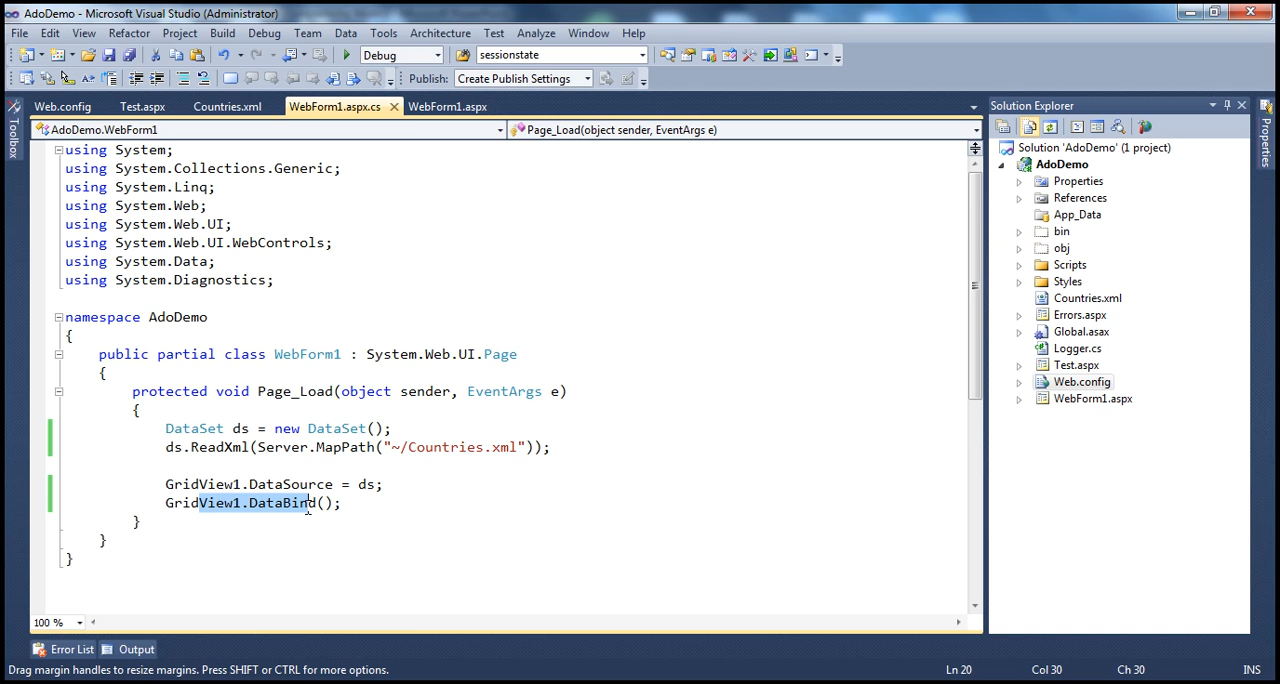 AdoDemo - Microsoft Visual Studio (Administrator)
File Edit View Refactor Project Build Debug Team Data Tools Architecture Test Analyze Window Help
Debug sessionstate
Publish: Create Publish Settings
Web.config Test.aspx Countries.xml WebForm1.aspx.cs WebForm1.aspx
Solution Explorer
AdoDemo.WebForm1 Page_Load(object sender, EventArgs e)
Toolbox
Properties
using System;
using System.Collections.Generic;
using System.Linq;
using System.Web;
using System.Web.UI;
using System.Web.UI.WebControls;
using System.Data;
using System.Diagnostics;
namespace AdoDemo
{
public partial class WebForm1 : System.Web.UI.Page
{
protected void Page_Load(object sender, EventArgs e)
{
DataSet ds = new DataSet();
ds.ReadXml(Server.MapPath("~/Countries.xml"));
GridView1.DataSource = ds;
GridView1.DataBind();
}
}
}
Solution 'AdoDemo' (1 project)
AdoDemo
Properties
References
App_Data
bin
obj
Scripts
Styles
Countries.xml
Errors.aspx
Global.asax
Logger.cs
Test.aspx
Web.config
WebForm1.aspx
100 %
Error List Output
Drag margin handles to resize margins. Press SHIFT or CTRL for more options. Ln 20 Col 30 Ch 30 INS